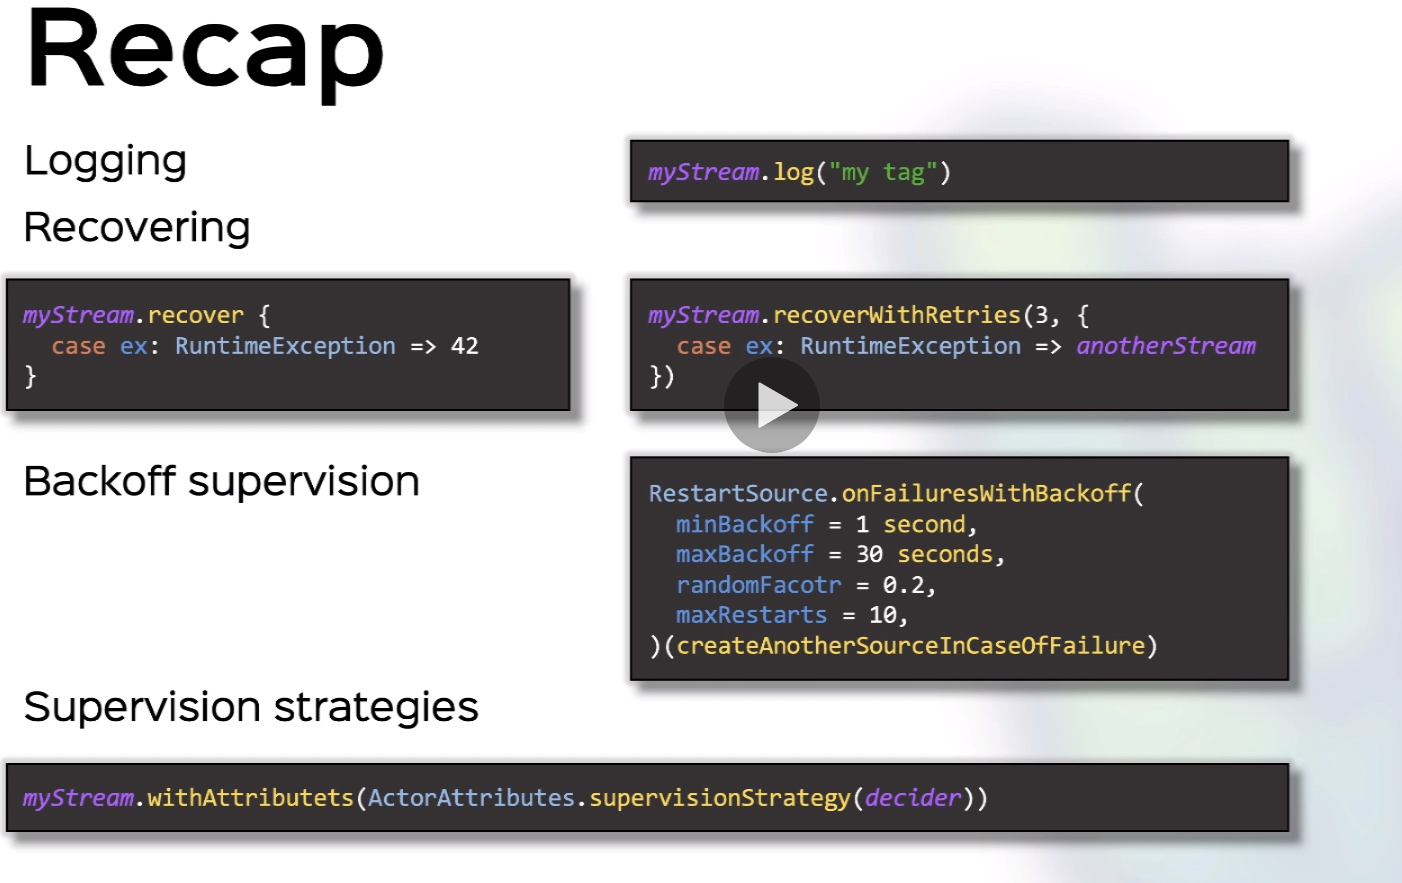 Recap
Logging
myStream.log("my tag")
Recovering
myStream.recover {
  case ex: RuntimeException => 42
}
myStream.recoverWithRetries(3, {
  case ex: RuntimeException => anotherStream
})
Backoff supervision
RestartSource.onFailuresWithBackoff(
  minBackoff = 1 second,
  maxBackoff = 30 seconds,
  randomFacotr = 0.2,
  maxRestarts = 10,
)(createAnotherSourceInCaseOfFailure)
Supervision strategies
myStream.withAttributets(ActorAttributes.supervisionStrategy(decider))